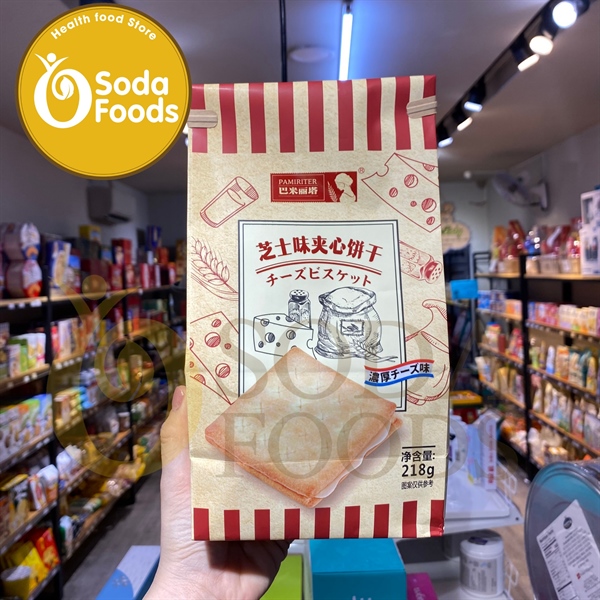 Health food Store
Soda
Foods
PAMIRITER
巴米丽塔
®
芝士味夹心饼干
チーズビスケット
濃厚チーズ味
SODA
FOODS
净含量:
218g
图案仅供参考